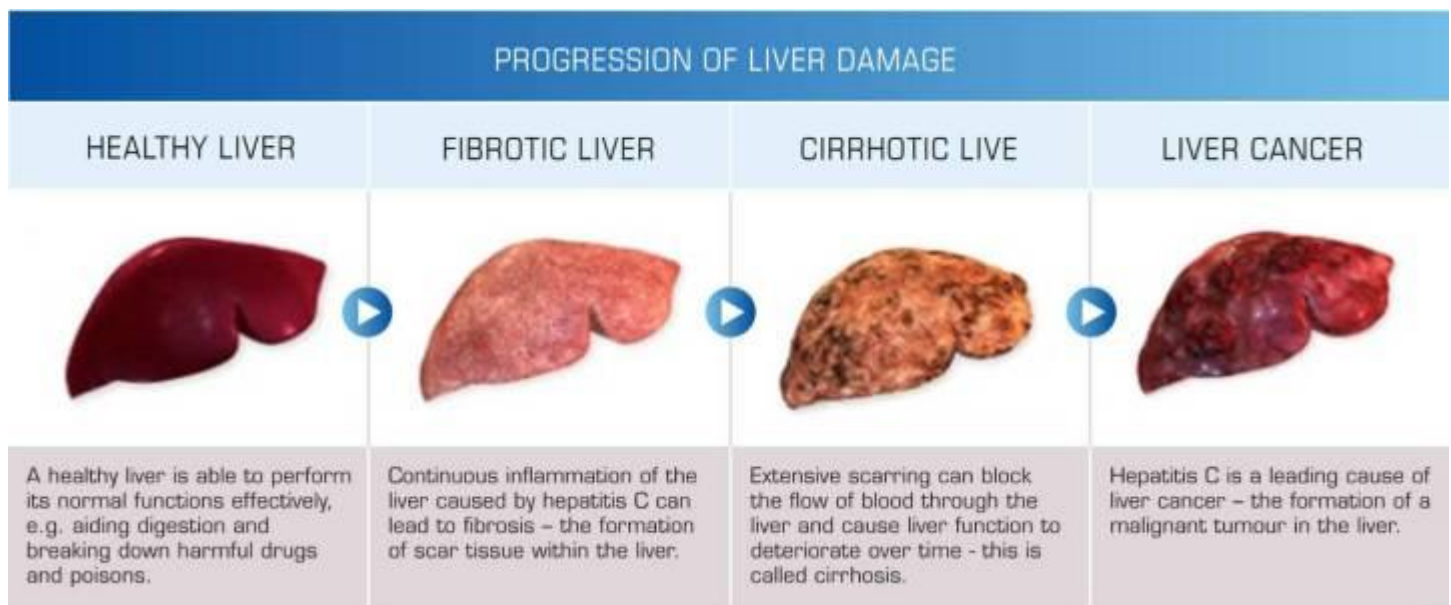 PROGRESSION OF LIVER DAMAGE
HEALTHY LIVER
FIBROTIC LIVER
CIRRHOTIC LIVE
LIVER CANCER
A healthy liver is able to perform
its normal functions effectively,
e.g. aiding digestion and
breaking down harmful drugs
and poisons.
Continuous inflammation of the
liver caused by hepatitis C can
lead to fibrosis – the formation
of scar tissue within the liver.
Extensive scarring can block
the flow of blood through the
liver and cause liver function to
deteriorate over time - this is
called cirrhosis.
Hepatitis C is a leading cause of
liver cancer – the formation of a
malignant tumour in the liver.